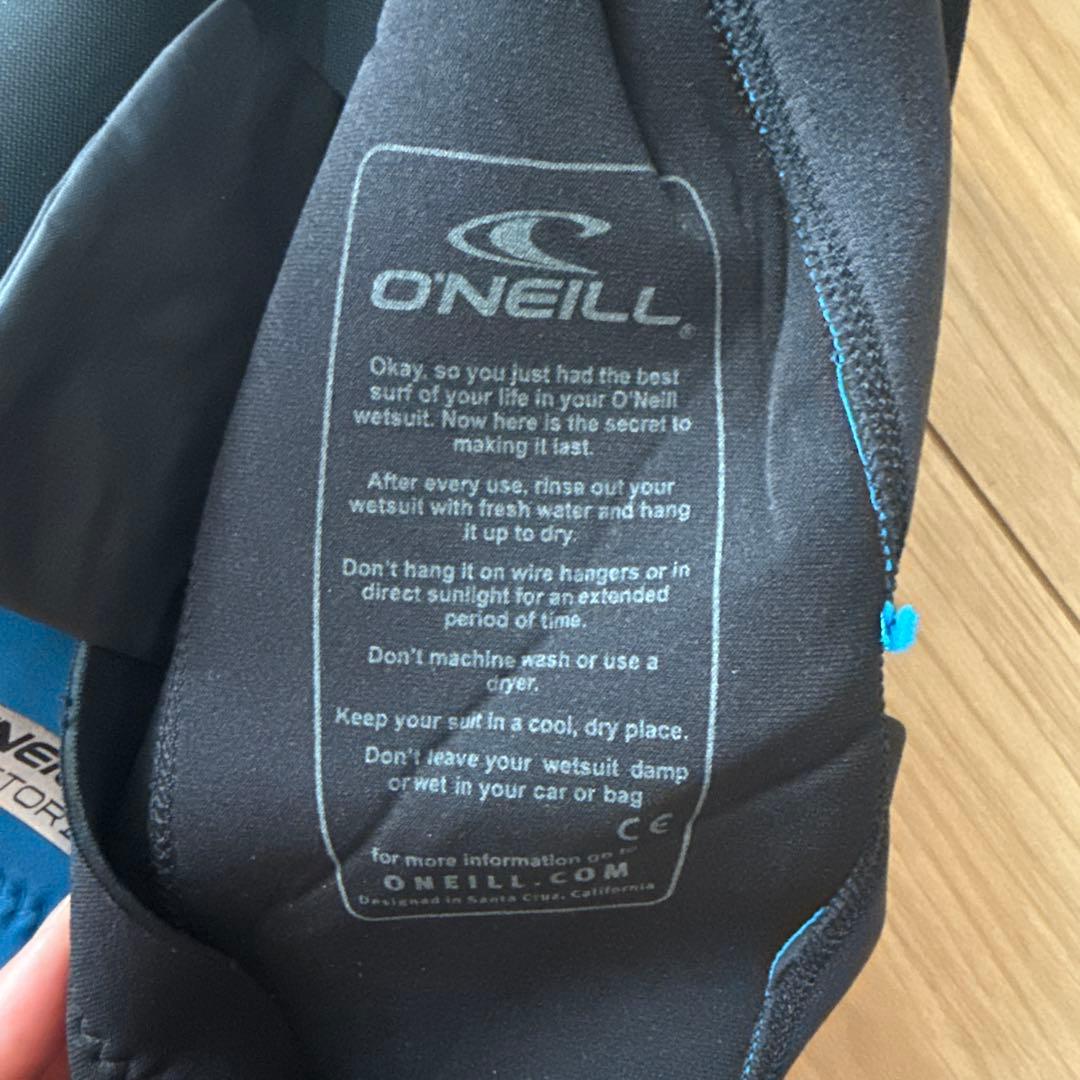 O'NEILL®
Okay, so you just had the best
surf of your life in your O'Neill
wetsuit. Now here is the secret to
making it last.
After every use, rinse out your
wetsuit with fresh water and hang
it up to dry.
Don't hang it on wire hangers or in
direct sunlight for an extended
period of time.
Don't machine wash or use a
dryer.
Keep your suit in a cool, dry place.
Don't leave your wetsuit damp
or wet in your car or bag
CE
for more information go to
ONEILL.COM
Designed in Santa Cruz, California